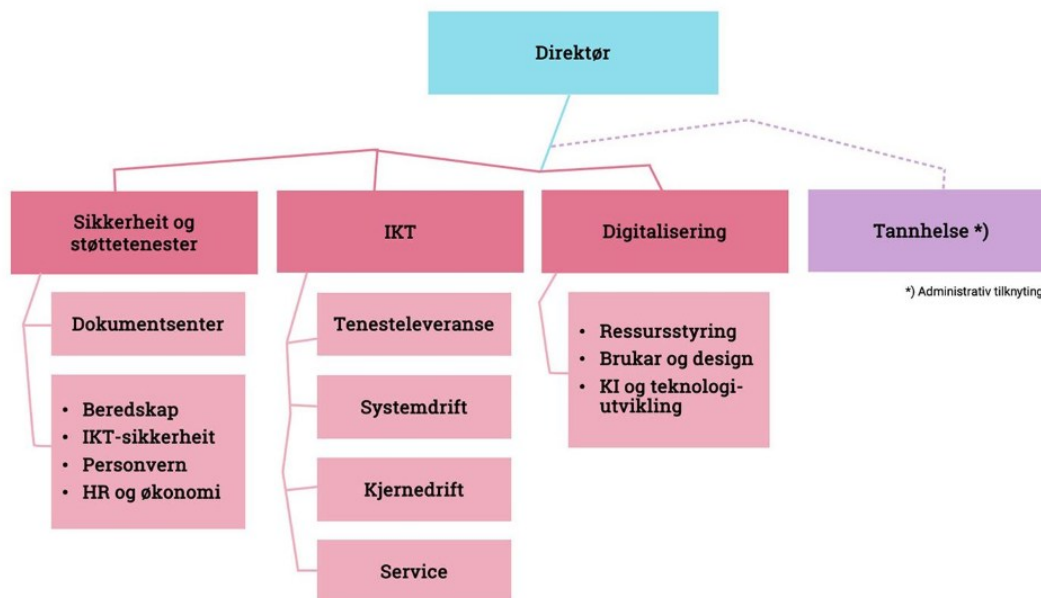 Direktør
Sikkerheit og
støttetenester
IKT
Digitalisering
Tannhelse *)
*) Administrativ tilknyting
Dokumentsenter
• Beredskap
• IKT-sikkerheit
• Personvern
• HR og økonomi
Tenesteleveranse
Systemdrift
Kjernedrift
Service
• Ressursstyring
• Brukar og design
• KI og teknologi-
utvikling